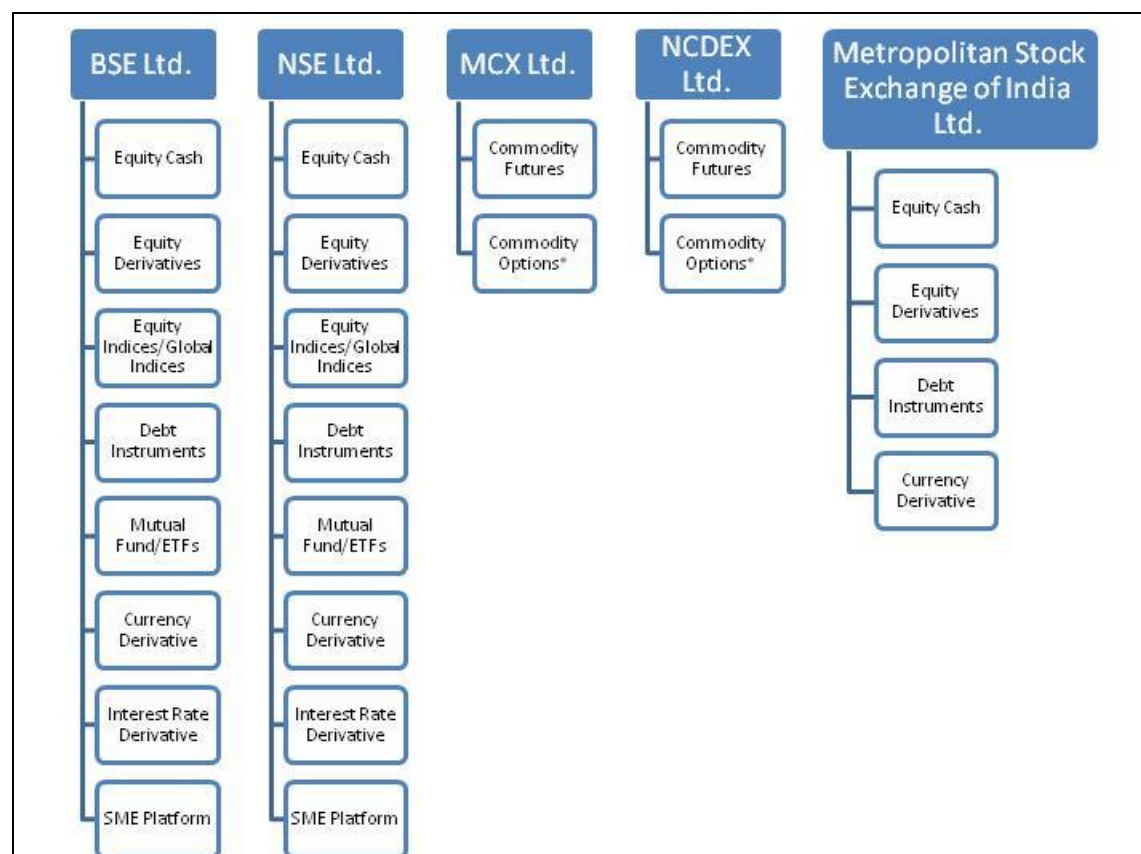 BSE Ltd.
Equity Cash
Equity
Derivatives
Equity
Indices/Global
Indices
Debt
Instruments
Mutual
Fund/ETFs
Currency
Derivative
Interest Rate
Derivative
SME Platform
NSE Ltd.
Equity Cash
Equity
Derivatives
Equity
Indices/Global
Indices
Debt
Instruments
Mutual
Fund/ETFs
Currency
Derivative
Interest Rate
Derivative
SME Platform
MCX Ltd.
Commodity
Futures
Commodity
Options*
NCDEX
Ltd.
Commodity
Futures
Commodity
Options*
Metropolitan Stock
Exchange of India
Ltd.
Equity Cash
Equity
Derivatives
Debt
Instruments
Currency
Derivative